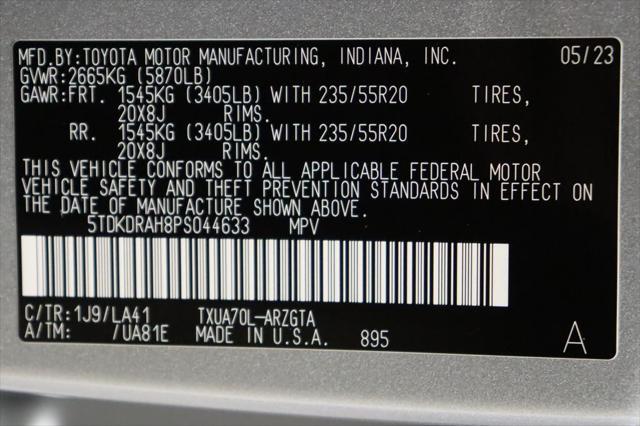 MFD.BY:TOYOTA MOTOR MANUFACTURING, INDIANA, INC. 05/23
GVWR:2665KG (5870LB)
GAWR:FRT. 1545KG (3405LB) WITH 235/55R20 TIRES,
20X8J RIMS.
RR. 1545KG (3405LB) WITH 235/55R20 TIRES,
20X8J RIMS.
THIS VEHICLE CONFORMS TO ALL APPLICABLE FEDERAL MOTOR
VEHICLE SAFETY AND THEFT PREVENTION STANDARDS IN EFFECT ON
THE DATE OF MANUFACTURE SHOWN ABOVE.
5TDKDRAH8PS044633 MPV
C/TR:1J9/LA41 TXUA70L-ARZGTA
A/TM: /UA81E MADE IN U.S.A. 895 A